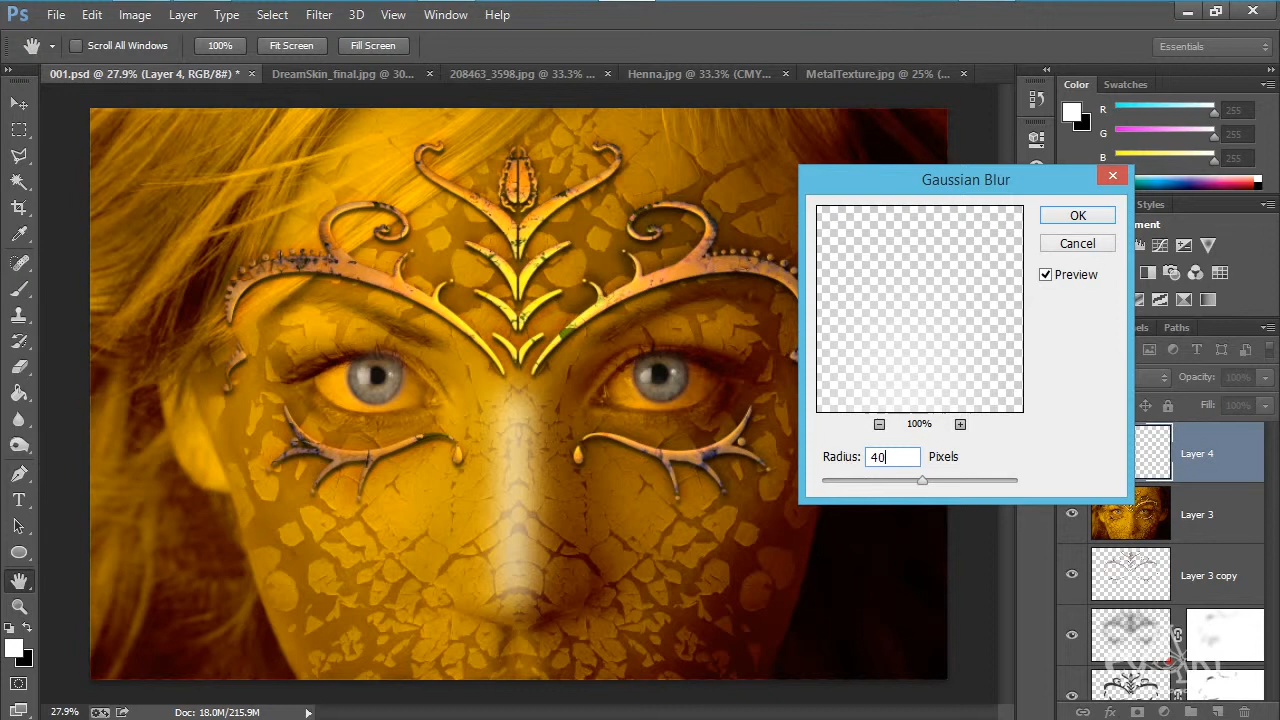 Ps File Edit Image Layer Type Select Filter 3D View Window Help
Scroll All Windows 100% Fit Screen Fill Screen Essentials
001.psd @ 27.9% (Layer 4, RGB/8#) * × DreamSkin_final.jpg @ 30... × 208463_3598.jpg @ 33.3% ... × Henna.jpg @ 33.3% (CMY... × MetalTexture.jpg @ 25% (... ×
Color Swatches
R 255
G 255
B 255
Gaussian Blur
OK
Cancel
Preview
100%
Radius: 40 Pixels
Styles
Paths
Opacity: 100%
Fill: 100%
Layer 4
Layer 3
Layer 3 copy
fx
27.9% Doc: 18.0M/215.9M